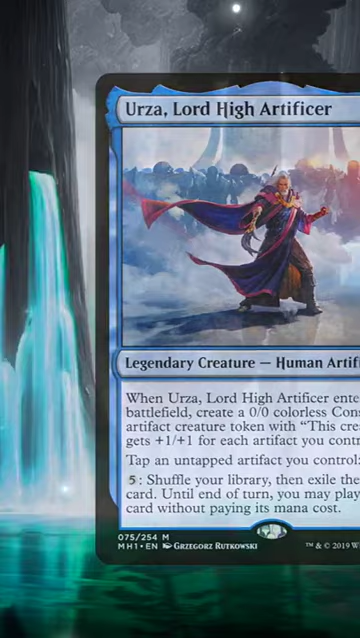 Urza, Lord High Artificer
Legendary Creature — Human Artifi
When Urza, Lord High Artificer ente
battlefield, create a 0/0 colorless Cons
artifact creature token with “This crea
gets +1/+1 for each artifact you cont
Tap an untapped artifact you control:
5: Shuffle your library, then exile the
card. Until end of turn, you may play
card without paying its mana cost.
075/254 M
MH1 • EN Grzegorz Rutkowski
™ & © 2019 W